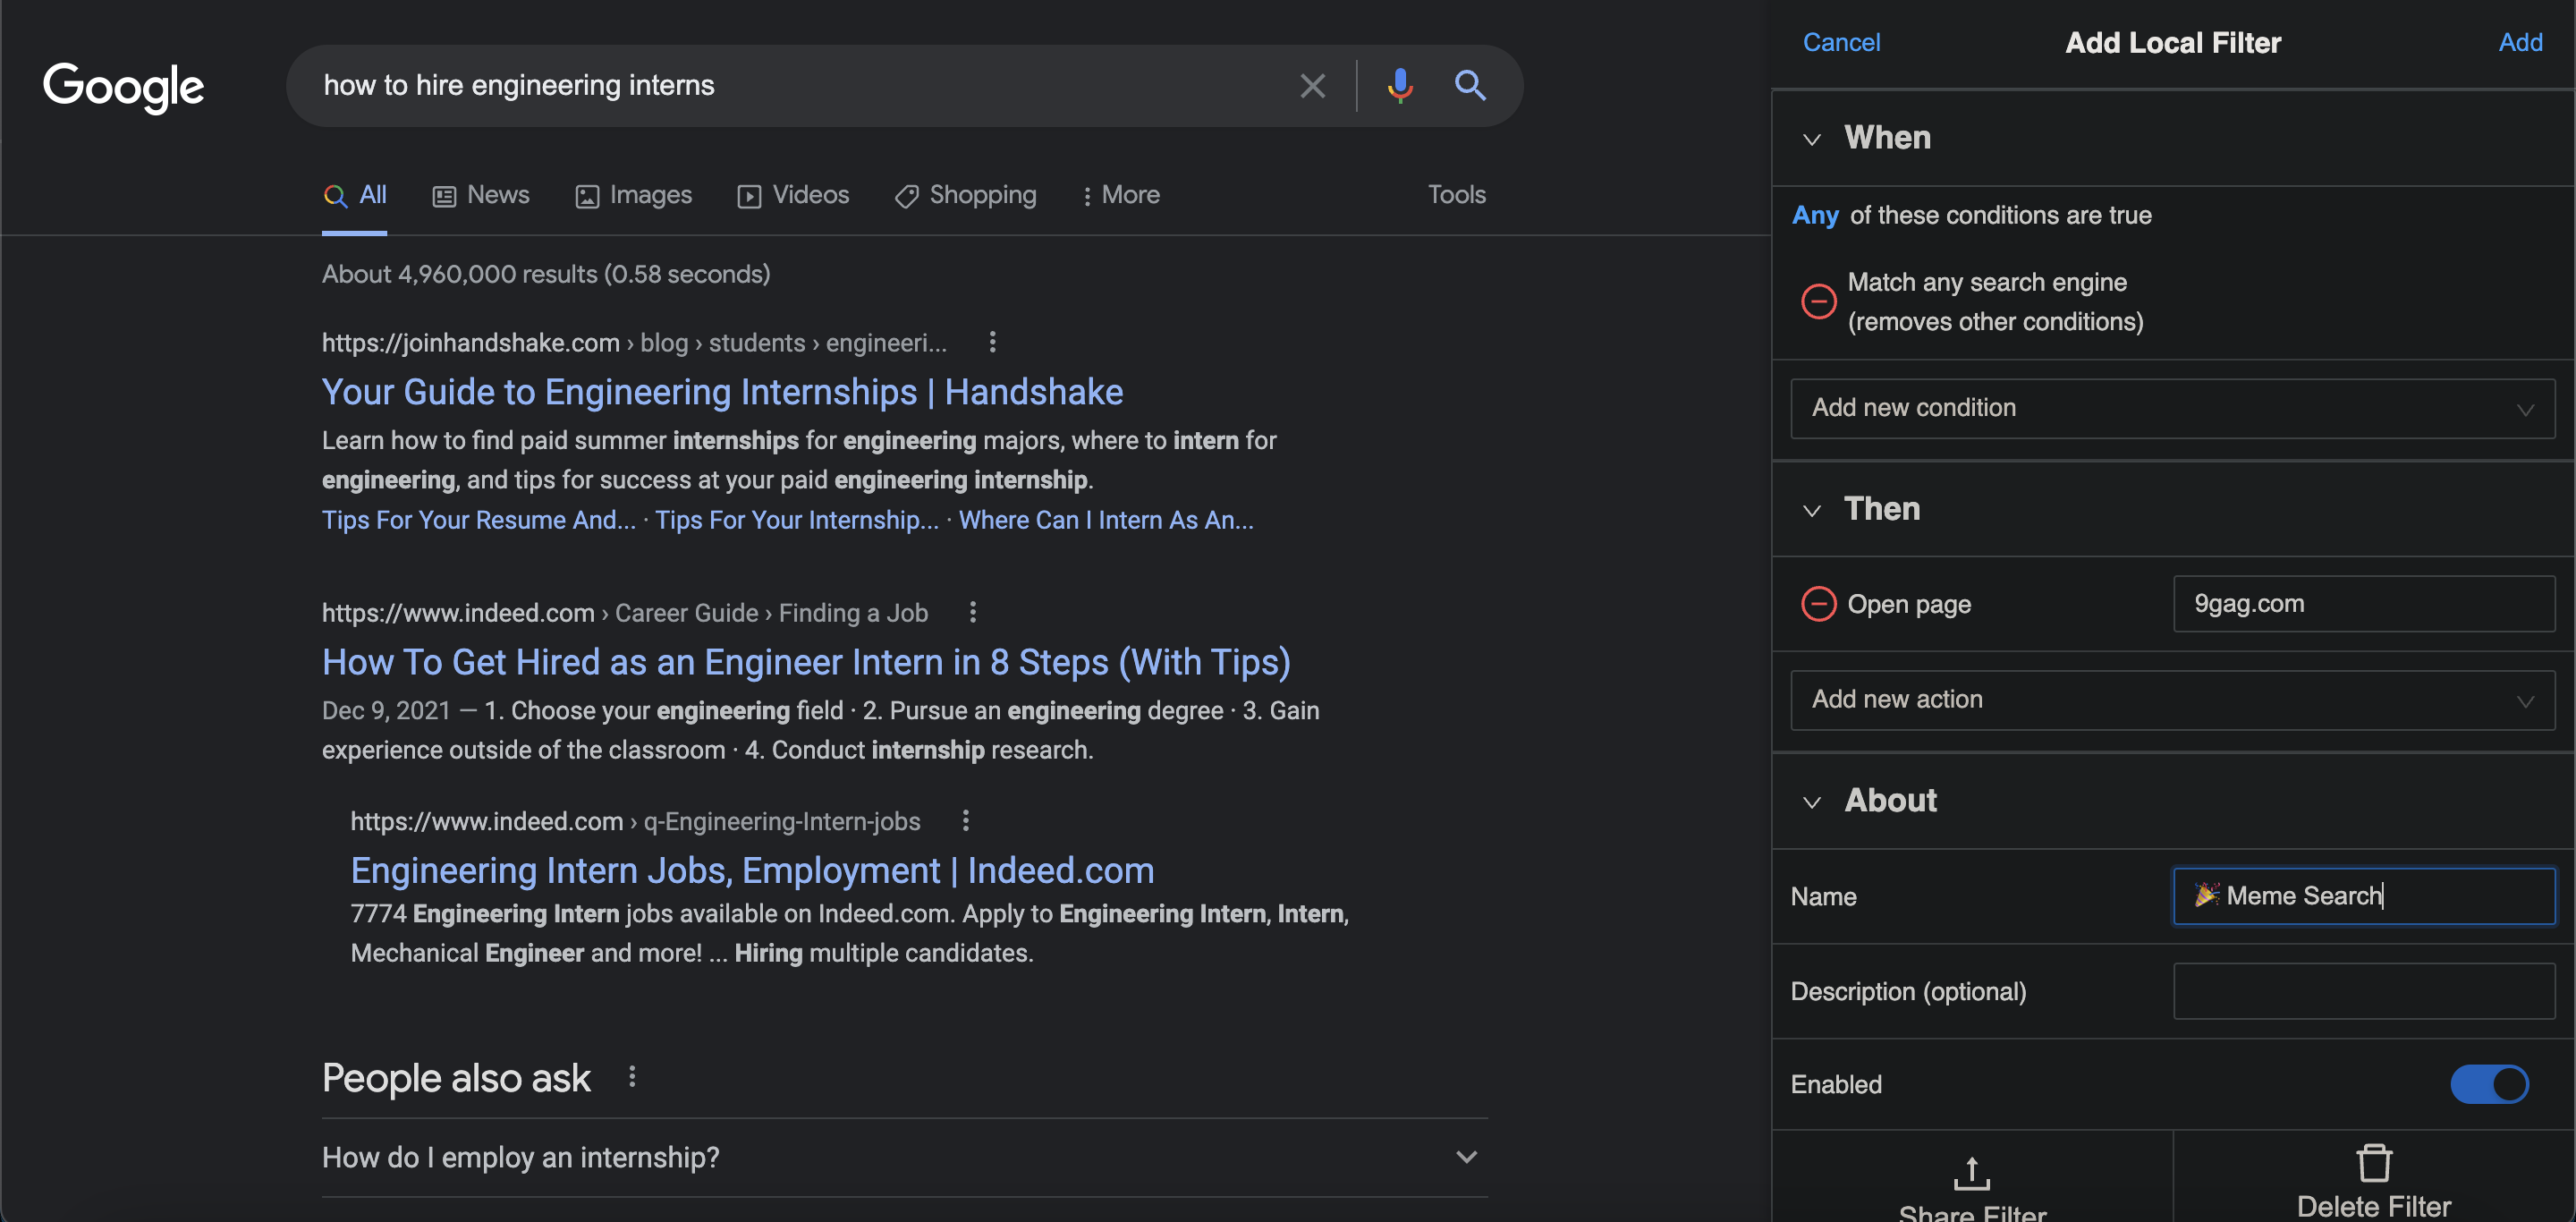 Google
how to hire engineering interns
All News Images Videos Shopping More Tools
About 4,960,000 results (0.58 seconds)
https://joinhandshake.com › blog › students › engineeri...
Your Guide to Engineering Internships | Handshake
Learn how to find paid summer internships for engineering majors, where to intern for
engineering, and tips for success at your paid engineering internship.
Tips For Your Resume And... · Tips For Your Internship... · Where Can I Intern As An...
https://www.indeed.com › Career Guide › Finding a Job
How To Get Hired as an Engineer Intern in 8 Steps (With Tips)
Dec 9, 2021 — 1. Choose your engineering field · 2. Pursue an engineering degree · 3. Gain
experience outside of the classroom · 4. Conduct internship research.
https://www.indeed.com › q-Engineering-Intern-jobs
Engineering Intern Jobs, Employment | Indeed.com
7774 Engineering Intern jobs available on Indeed.com. Apply to Engineering Intern, Intern,
Mechanical Engineer and more! ... Hiring multiple candidates.
People also ask
How do I employ an internship?
Cancel Add Local Filter Add
When
Any of these conditions are true
Match any search engine
(removes other conditions)
Add new condition
Then
Open page 9gag.com
Add new action
About
Name 🎉 Meme Search
Description (optional)
Enabled
Share Filter Delete Filter